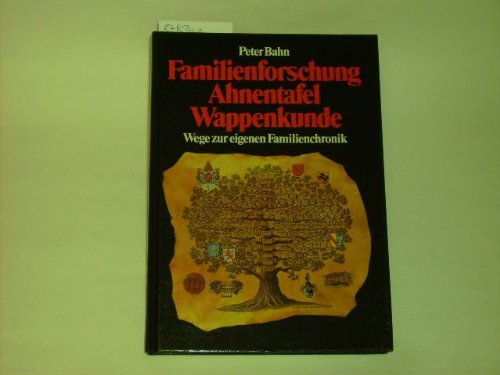 Peter Bahn
Familienforschung
Ahnentafel
Wappenkunde
Wege zur eigenen Familienchronik